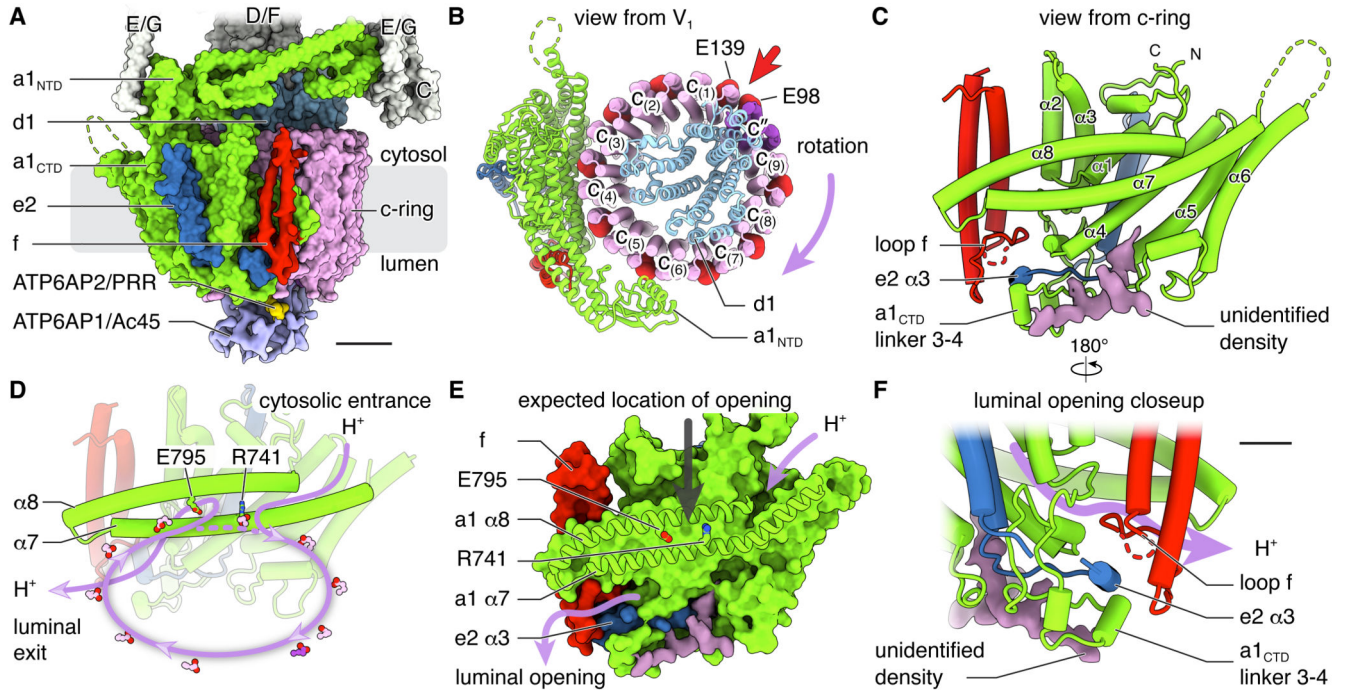 A
D/F
E/G
E/G
a1NTD
C
d1
a1CTD
cytosol
e2
c-ring
f
lumen
ATP6AP2/PRR
ATP6AP1/Ac45
B
view from V1
E139
E98
C(1)
C(2)
C″
C(3)
rotation
C(9)
C(4)
C(8)
C(5)
C(7)
C(6)
d1
a1NTD
C
view from c-ring
C
N
α2
α3
α8
α1
α7
α6
α5
α4
loop f
e2 α3
a1CTD
linker 3-4
unidentified
density
180°
D
cytosolic entrance
H+
E795
R741
α8
α7
H+
luminal
exit
E
expected location of opening
f
H+
E795
a1 α8
R741
a1 α7
e2 α3
luminal opening
F
luminal opening closeup
H+
loop f
e2 α3
unidentified
density
a1CTD
linker 3-4